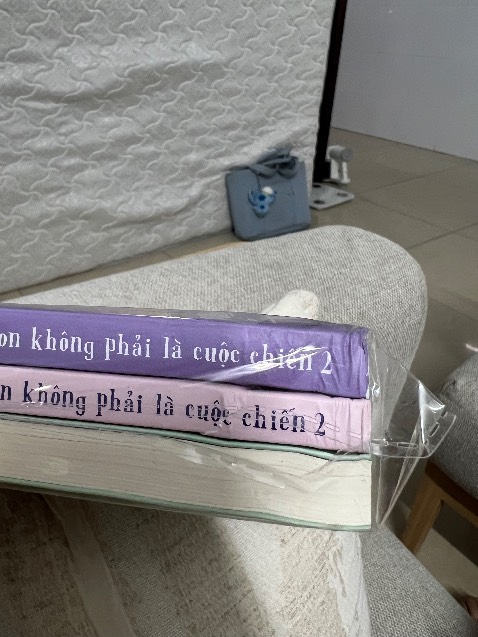 on không phải là cuộc chiến 2
n không phải là cuộc chiến 2